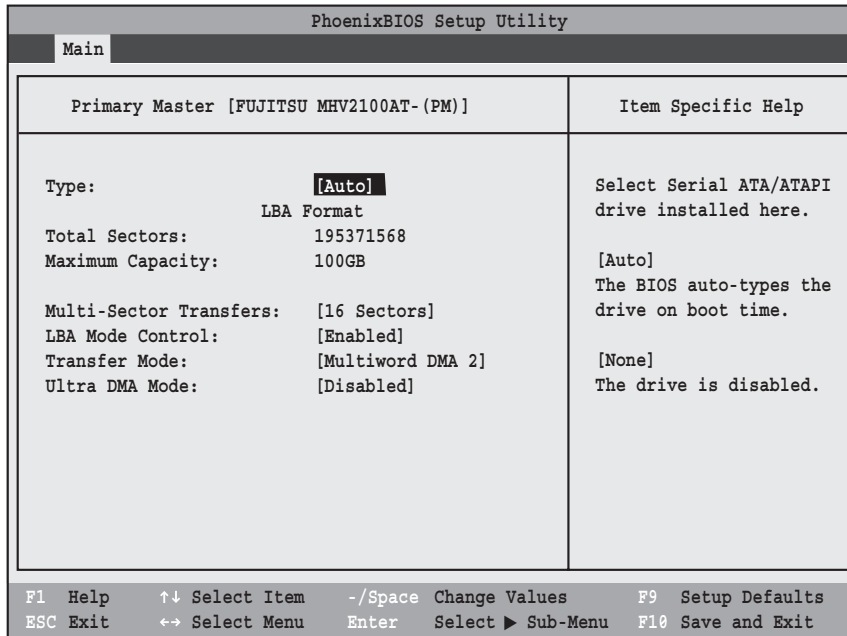 PhoenixBIOS Setup Utility
Main
Primary Master [FUJITSU MHV2100AT-(PM)]
Item Specific Help
Type: [Auto]
LBA Format
Total Sectors: 195371568
Maximum Capacity: 100GB
Multi-Sector Transfers: [16 Sectors]
LBA Mode Control: [Enabled]
Transfer Mode: [Multiword DMA 2]
Ultra DMA Mode: [Disabled]
Select Serial ATA/ATAPI
drive installed here.
[Auto]
The BIOS auto-types the
drive on boot time.
[None]
The drive is disabled.
F1 Help ↑↓ Select Item -/Space Change Values F9 Setup Defaults
ESC Exit ←→ Select Menu Enter Select ▶ Sub-Menu F10 Save and Exit